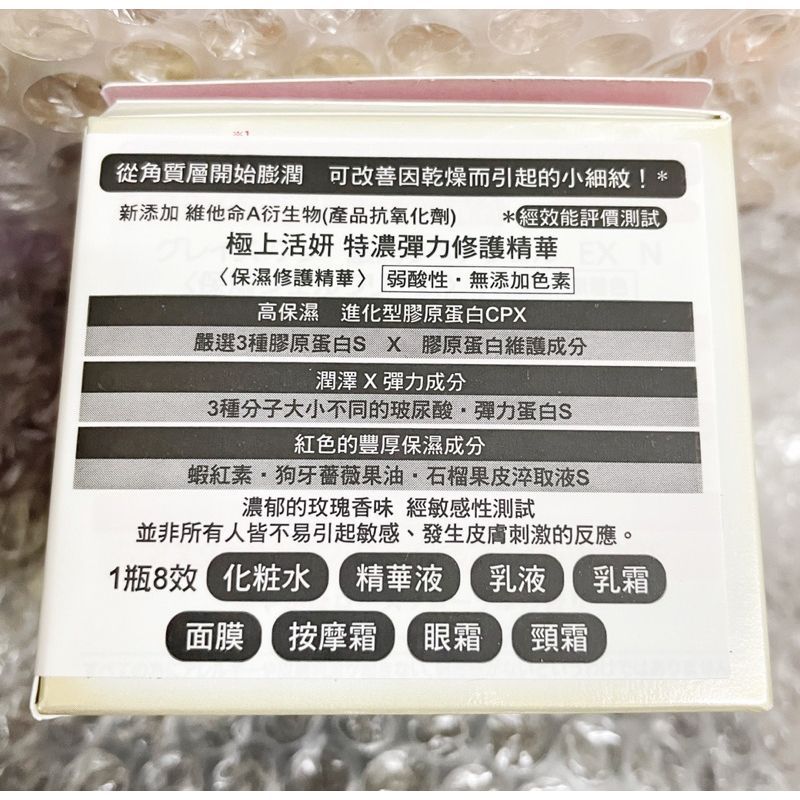 從角質層開始膨潤　可改善因乾燥而引起的小細紋！*
新添加 維他命A衍生物(產品抗氧化劑)　*經效能評價測試
極上活妍 特濃彈力修護精華
〈保濕修護精華〉 弱酸性・無添加色素
高保濕　進化型膠原蛋白CPX
嚴選3種膠原蛋白S　X　膠原蛋白維護成分
潤澤 X 彈力成分
3種分子大小不同的玻尿酸・彈力蛋白S
紅色的豐厚保濕成分
蝦紅素・狗牙薔薇果油・石榴果皮淬取液S
濃郁的玫瑰香味　經敏感性測試
並非所有人皆不易引起敏感、發生皮膚刺激的反應。
1瓶8效 化粧水 精華液 乳液 乳霜
面膜 按摩霜 眼霜 頸霜